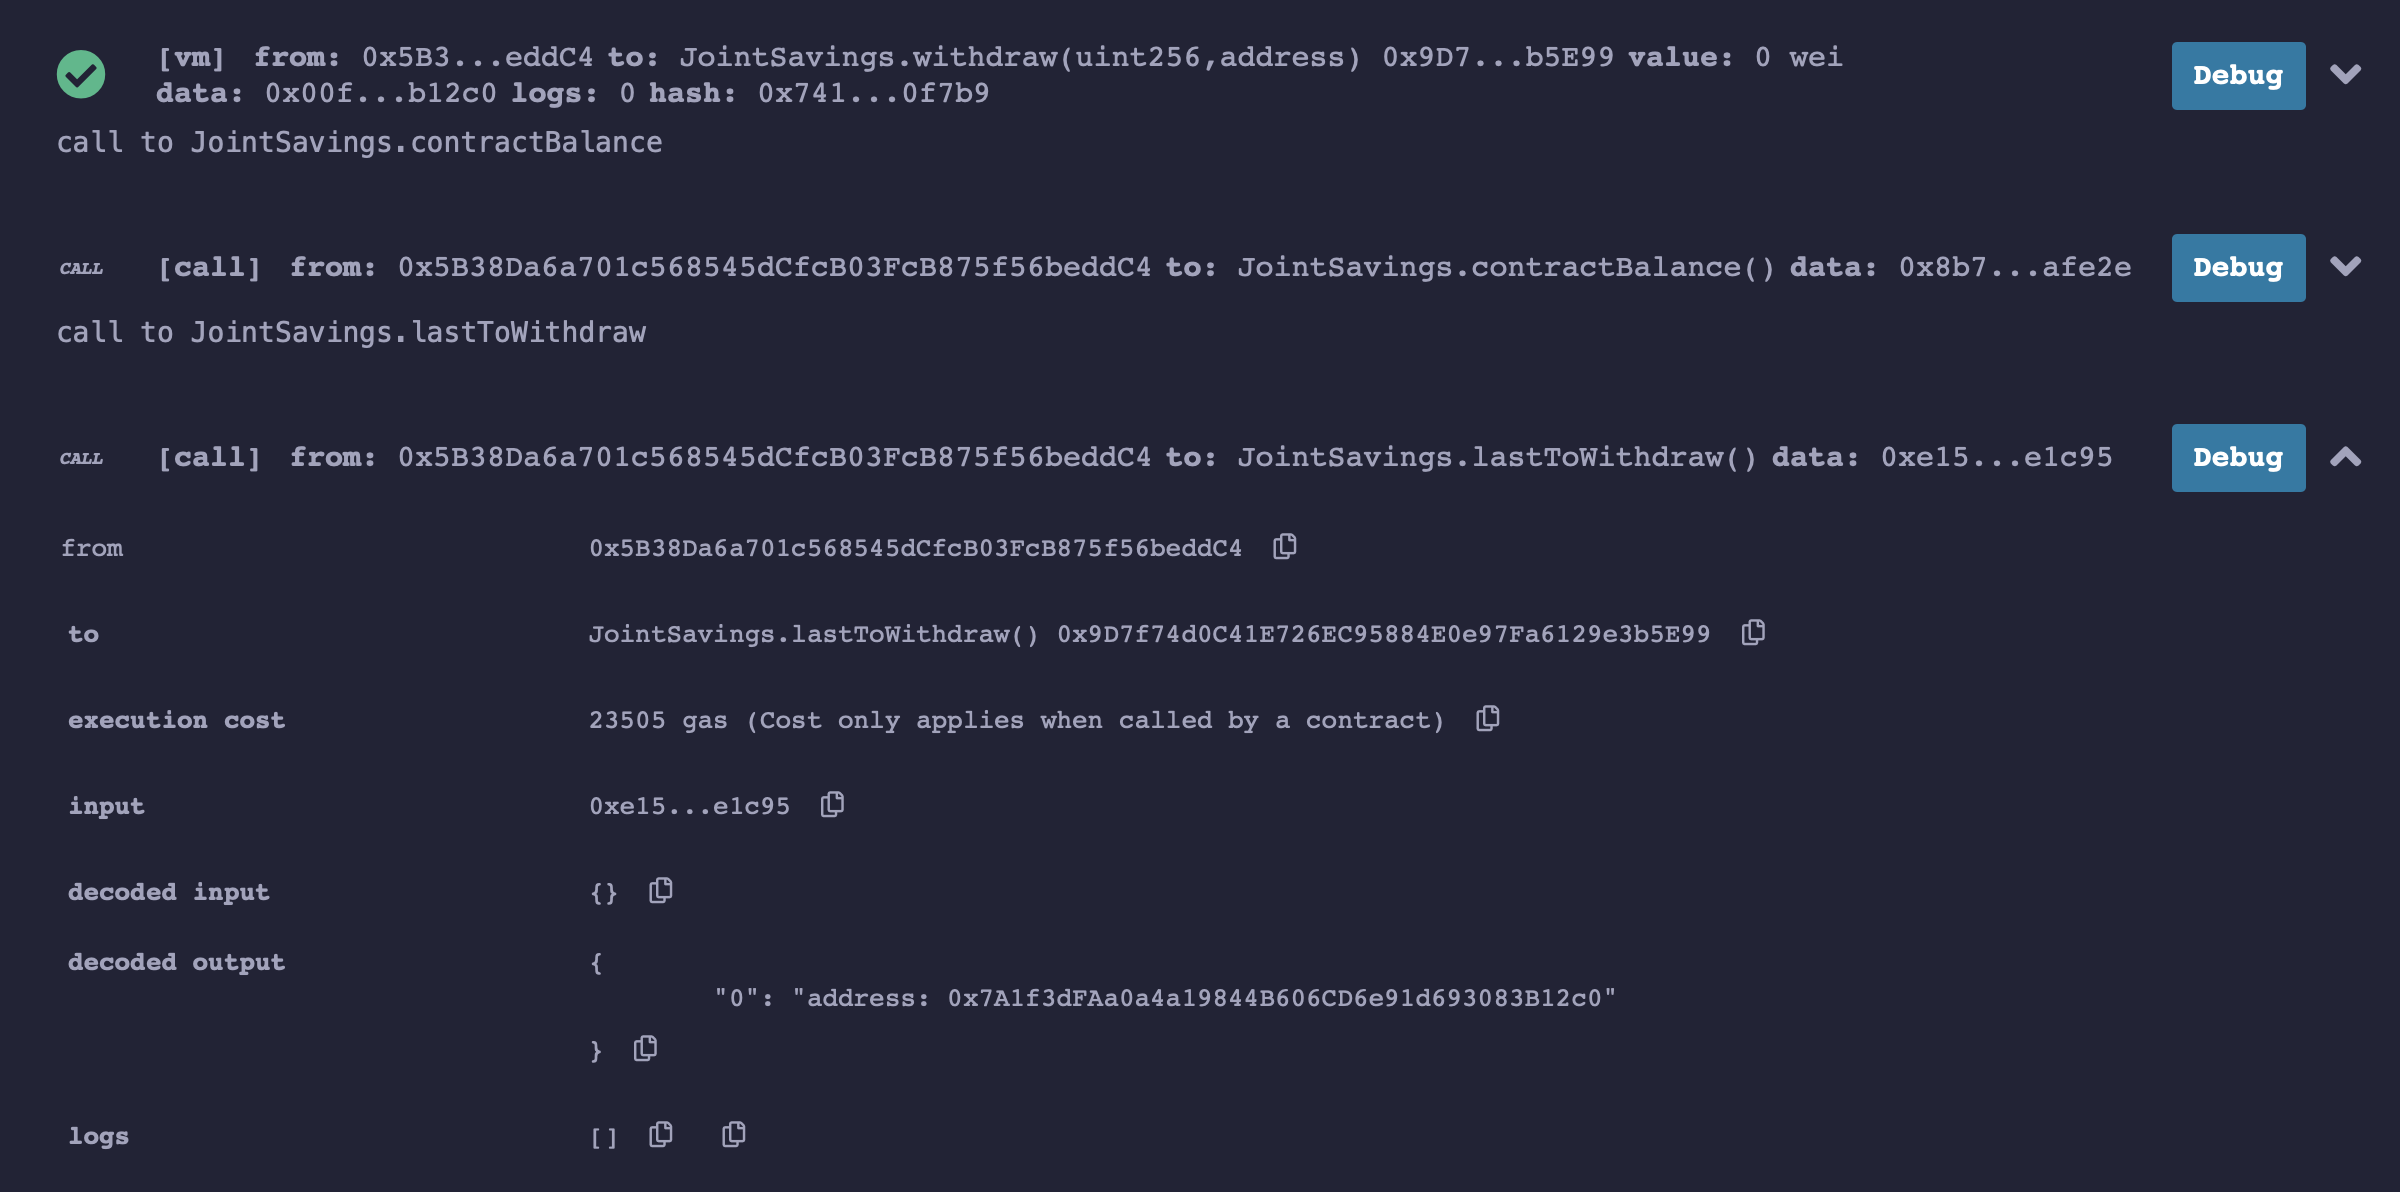 [vm] from: 0x5B3...eddC4 to: JointSavings.withdraw(uint256,address) 0x9D7...b5E99 value: 0 wei
data: 0x00f...b12c0 logs: 0 hash: 0x741...0f7b9
Debug
call to JointSavings.contractBalance
CALL [call] from: 0x5B38Da6a701c568545dCfcB03FcB875f56beddC4 to: JointSavings.contractBalance() data: 0x8b7...afe2e Debug
call to JointSavings.lastToWithdraw
CALL [call] from: 0x5B38Da6a701c568545dCfcB03FcB875f56beddC4 to: JointSavings.lastToWithdraw() data: 0xe15...e1c95 Debug
from 0x5B38Da6a701c568545dCfcB03FcB875f56beddC4
to JointSavings.lastToWithdraw() 0x9D7f74d0C41E726EC95884E0e97Fa6129e3b5E99
execution cost 23505 gas (Cost only applies when called by a contract)
input 0xe15...e1c95
decoded input {}
decoded output {
"0": "address: 0x7A1f3dFAa0a4a19844B606CD6e91d693083B12c0"
}
logs []